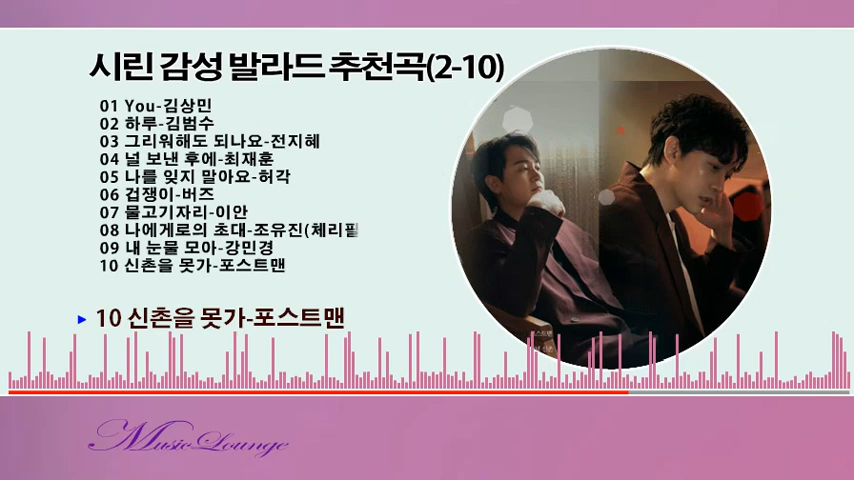 시린 감성 발라드 추천곡(2-10)
01 You-김상민
02 하루-김범수
03 그리워해도 되나요-전지혜
04 널 보낸 후에-최재훈
05 나를 잊지 말아요-허각
06 겁쟁이-버즈
07 물고기자리-이안
08 나에게로의 초대-조유진(체리필
09 내 눈물 모아-강민경
10 신촌을 못가-포스트맨
10 신촌을 못가-포스트맨
Music Lounge